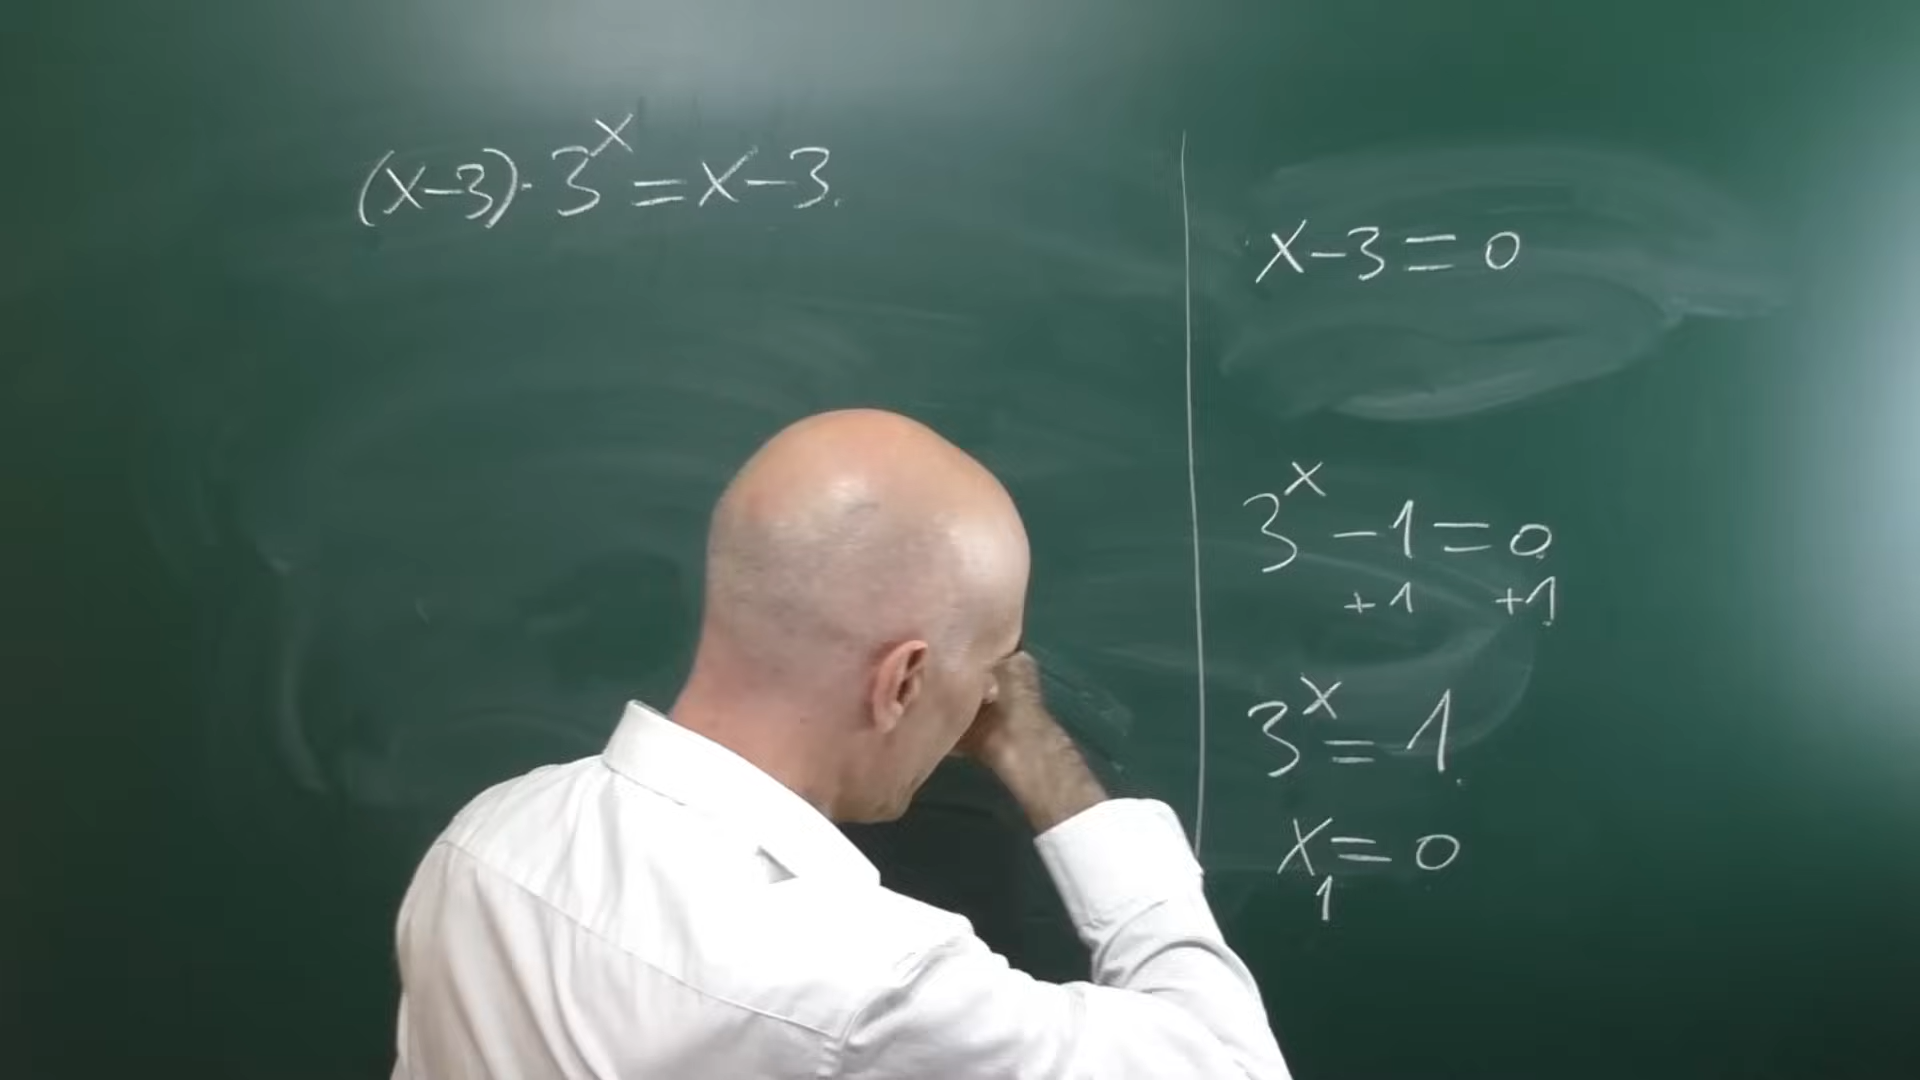 (x-3)·3^x=x-3.
x-3=0
3^x-1=0
+1 +1
3^x=1.
x₁=0